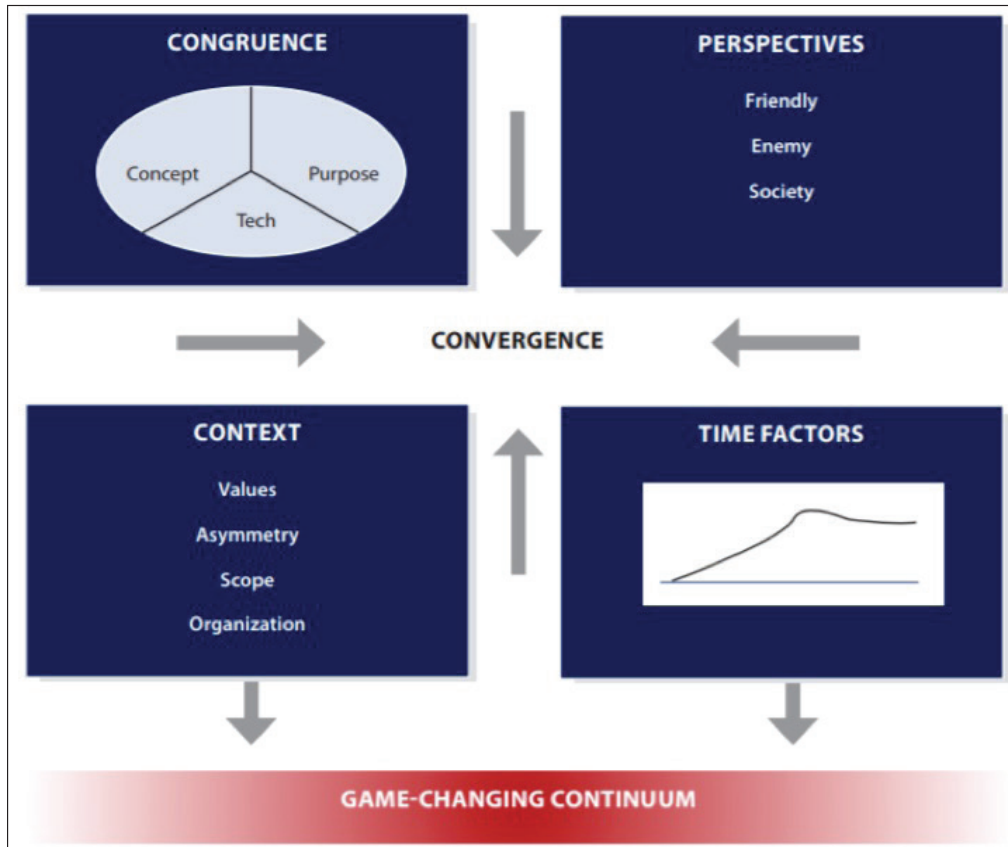 CONGRUENCE
Concept
Purpose
Tech
PERSPECTIVES
Friendly
Enemy
Society
CONVERGENCE
CONTEXT
Values
Asymmetry
Scope
Organization
TIME FACTORS
GAME-CHANGING CONTINUUM